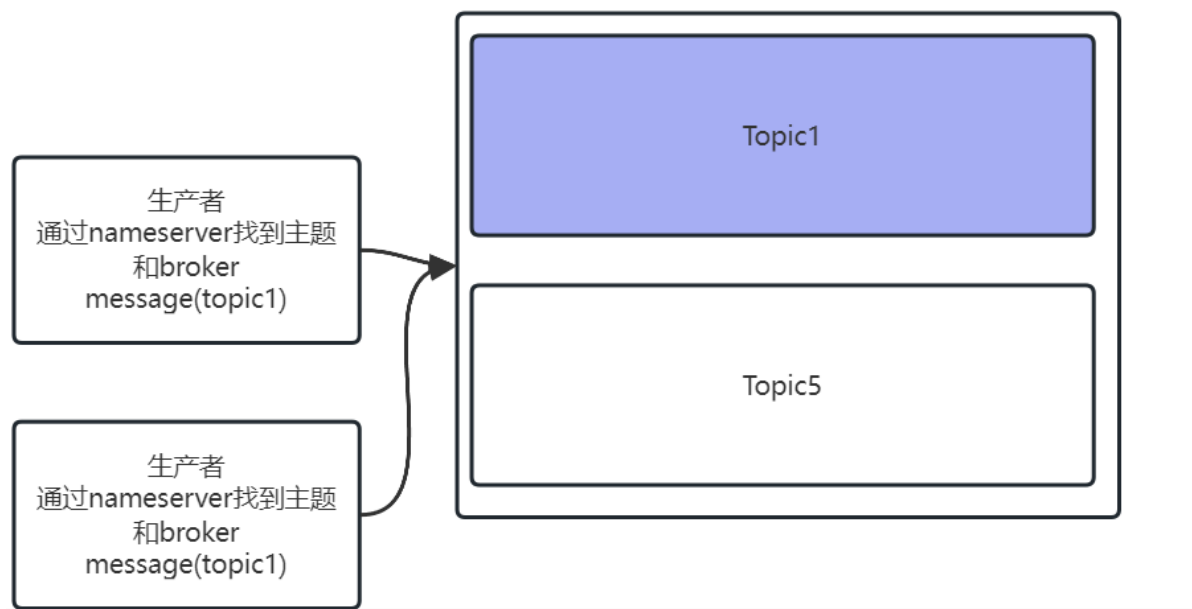 生产者
通过nameserver找到主题
和broker
message(topic1)
生产者
通过nameserver找到主题
和broker
message(topic1)
Topic1
Topic5